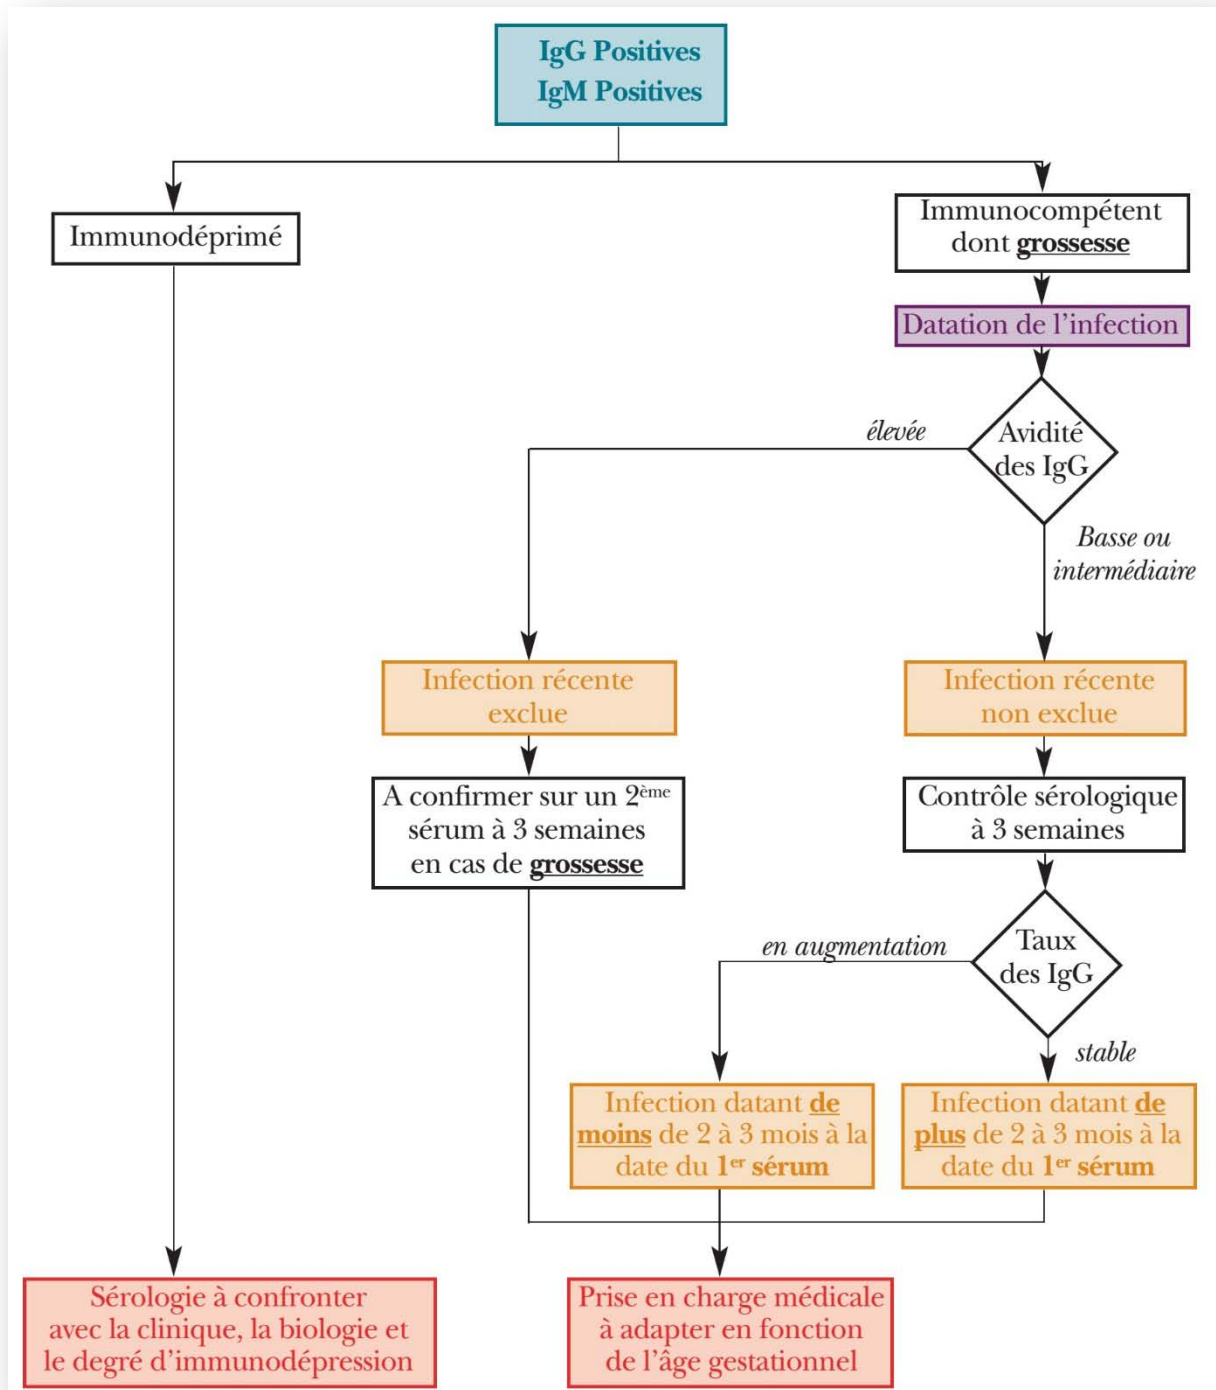 IgG Positives
IgM Positives
Immunodéprimé
Immunocompétent
dont grossesse
Datation de l’infection
Avidité
des IgG
élevée
Basse ou
intermédiaire
Infection récente
exclue
Infection récente
non exclue
A confirmer sur un 2ème
sérum à 3 semaines
en cas de grossesse
Contrôle sérologique
à 3 semaines
Taux
des IgG
en augmentation
stable
Infection datant de
moins de 2 à 3 mois à la
date du 1er sérum
Infection datant de
plus de 2 à 3 mois à la
date du 1er sérum
Sérologie à confronter
avec la clinique, la biologie et
le degré d’immunodépression
Prise en charge médicale
à adapter en fonction
de l’âge gestationnel